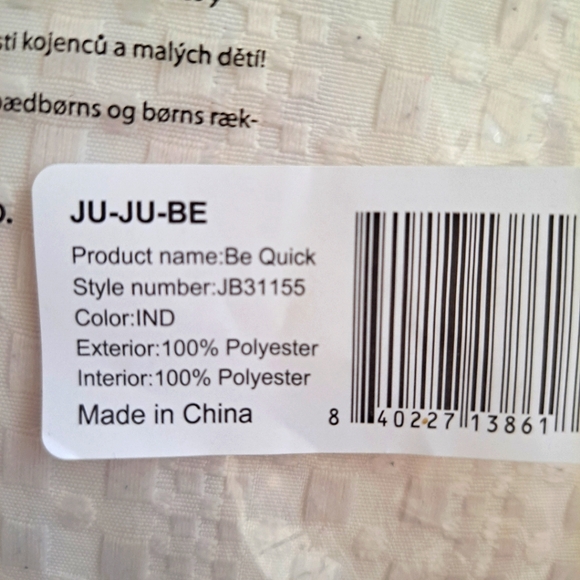 sti kojenců a malých dětí!
pædbørns og børns ræk-
JU-JU-BE
Product name:Be Quick
Style number:JB31155
Color:IND
Exterior:100% Polyester
Interior:100% Polyester
Made in China
8 40227 13861